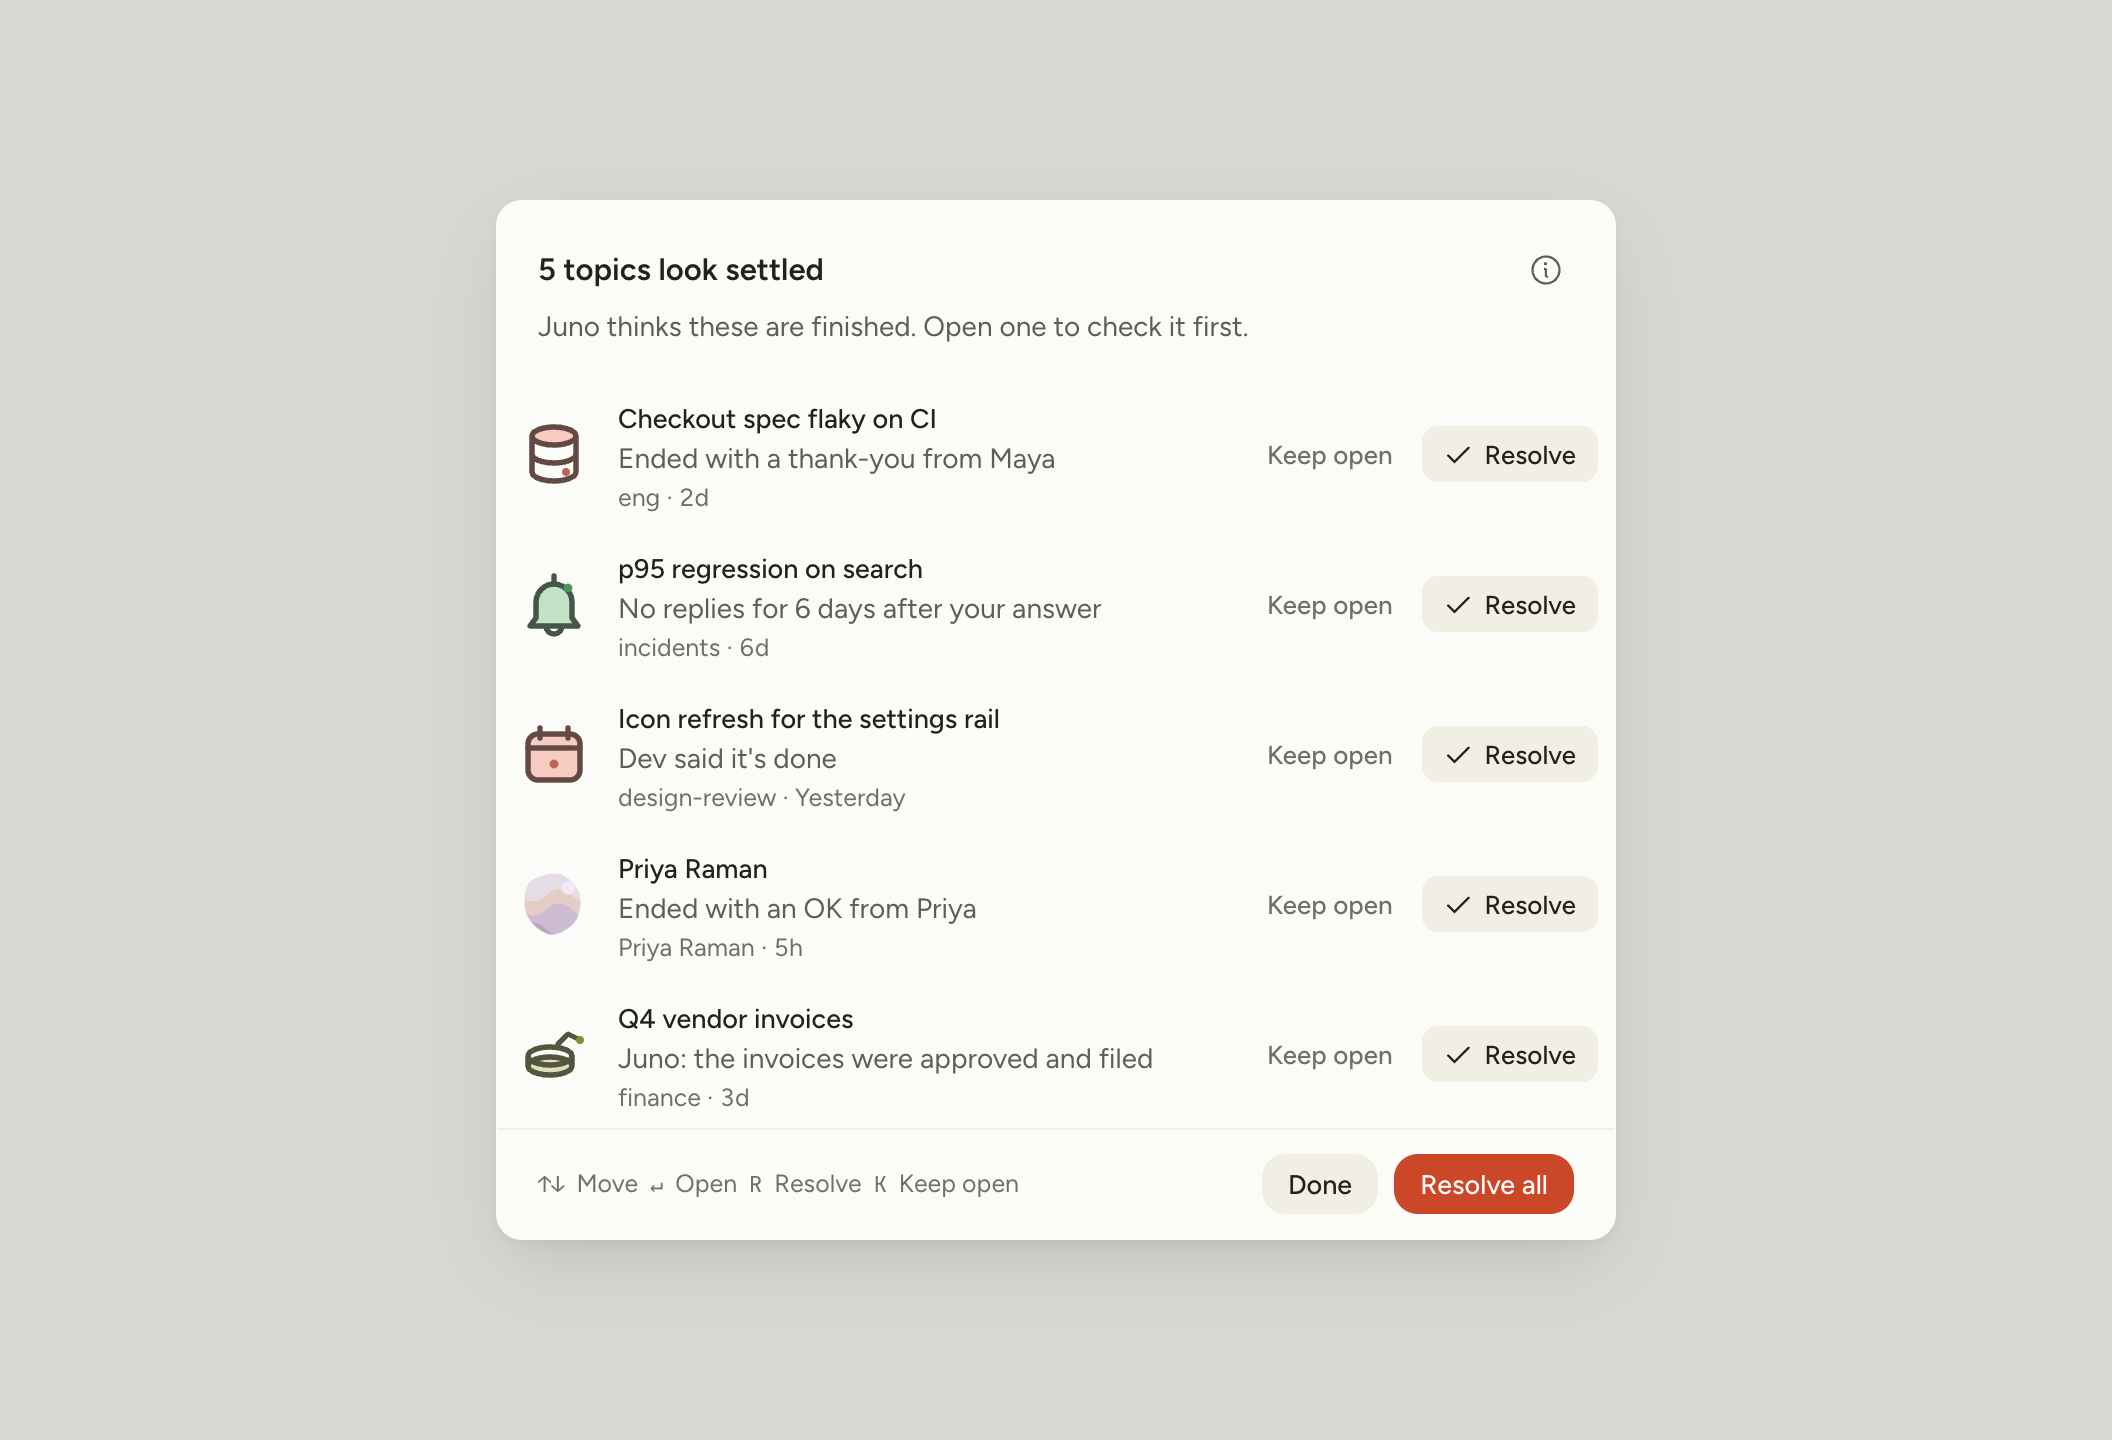 5 topics look settled
Juno thinks these are finished. Open one to check it first.
Checkout spec flaky on CI
Ended with a thank-you from Maya
eng · 2d
Keep open
Resolve
p95 regression on search
No replies for 6 days after your answer
incidents · 6d
Keep open
Resolve
Icon refresh for the settings rail
Dev said it's done
design-review · Yesterday
Keep open
Resolve
Priya Raman
Ended with an OK from Priya
Priya Raman · 5h
Keep open
Resolve
Q4 vendor invoices
Juno: the invoices were approved and filed
finance · 3d
Keep open
Resolve
↑↓ Move ↵ Open R Resolve K Keep open
Done
Resolve all